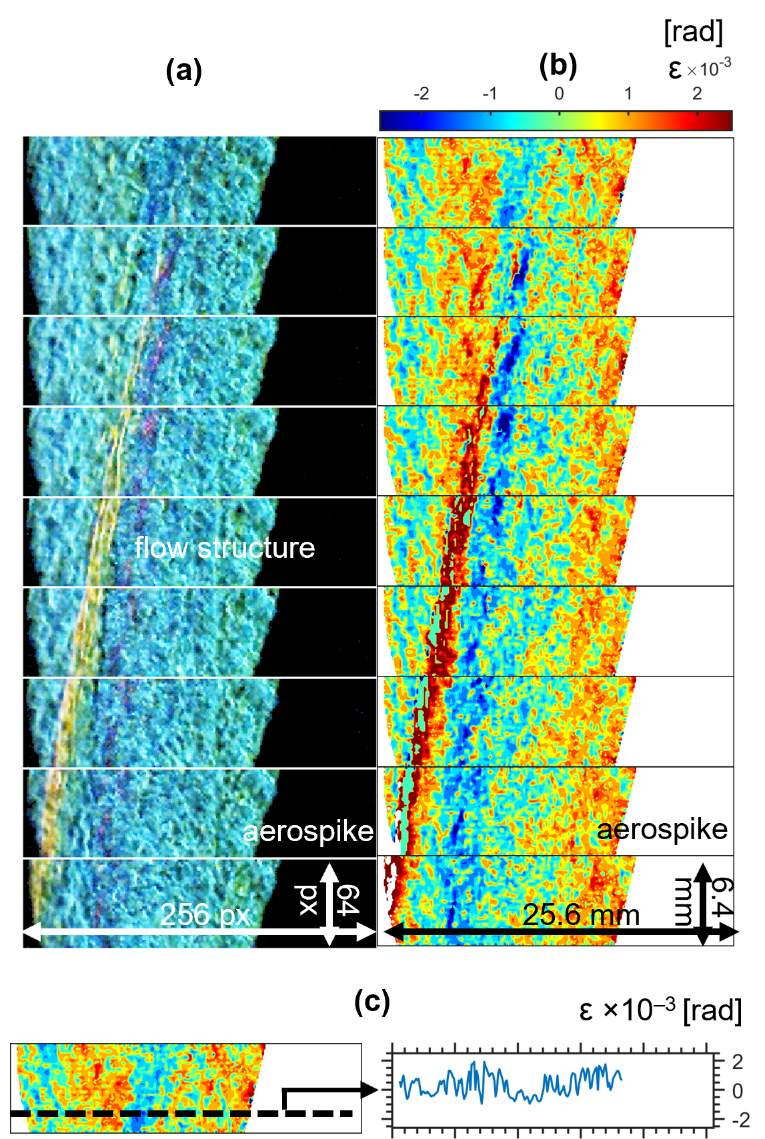 [rad]
(a)
(b)
ε ×10⁻³
-2 -1 0 1 2
flow structure
aerospike
aerospike
64
px
256 px
6.4
mm
25.6 mm
(c)
ε ×10⁻³ [rad]
2
0
-2